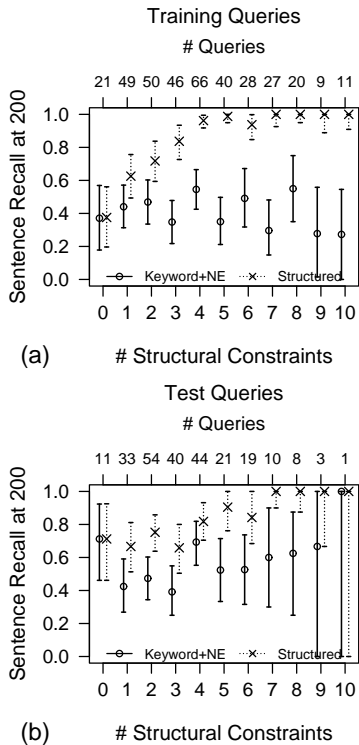 Training Queries
# Queries
21 49 50 46 66 40 28 27 20 9 11
Sentence Recall at 200
1.0
0.8
0.6
0.4
0.2
0.0
Keyword+NE Structured
0 1 2 3 4 5 6 7 8 9 10
(a) # Structural Constraints
Test Queries
# Queries
11 33 54 40 44 21 19 10 8 3 1
Sentence Recall at 200
1.0
0.8
0.6
0.4
0.2
0.0
Keyword+NE Structured
0 1 2 3 4 5 6 7 8 9 10
(b) # Structural Constraints